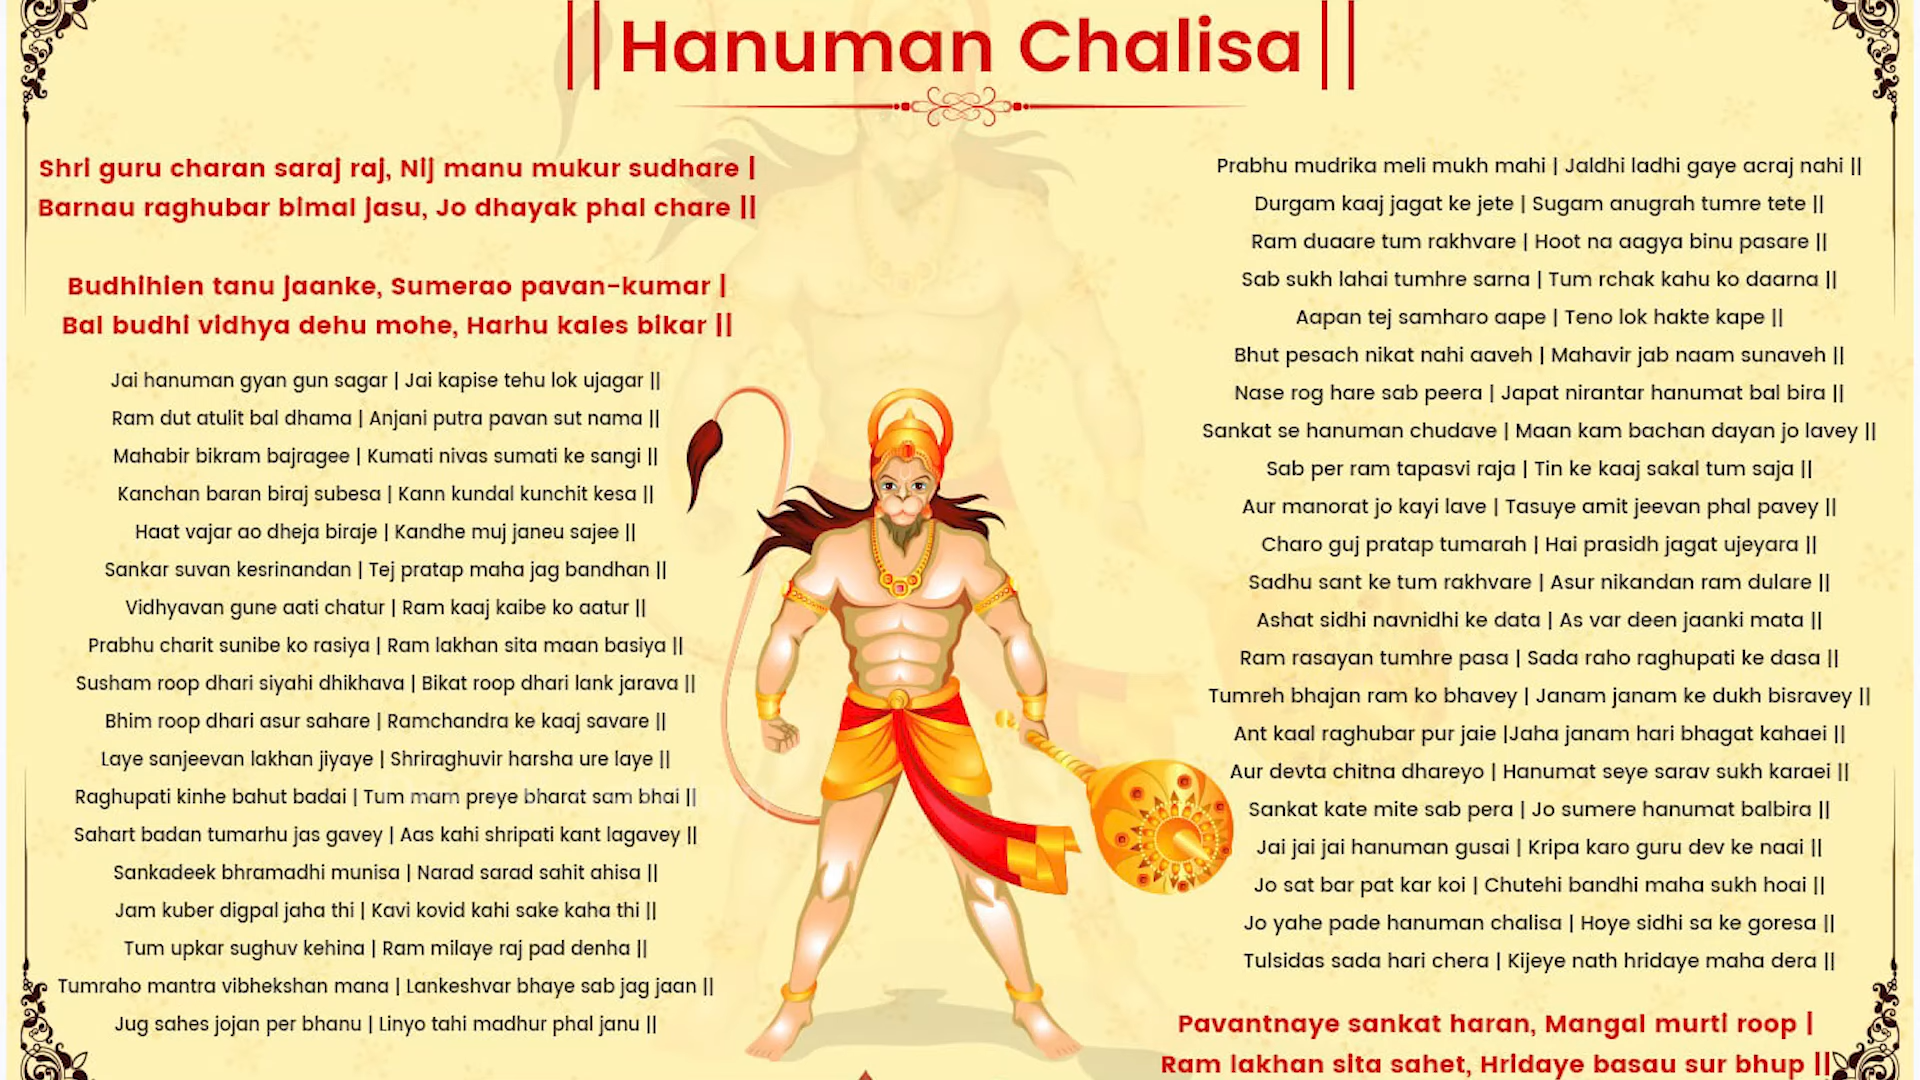 ||Hanuman Chalisa||
Shri guru charan saraj raj, Nij manu mukur sudhare |
Barnau raghubar bimal jasu, Jo dhayak phal chare ||
Budhihien tanu jaanke, Sumerao pavan-kumar |
Bal budhi vidhya dehu mohe, Harhu kales bikar ||
Jai hanuman gyan gun sagar | Jai kapise tehu lok ujagar ||
Ram dut atulit bal dhama | Anjani putra pavan sut nama ||
Mahabir bikram bajragee | Kumati nivas sumati ke sangi ||
Kanchan baran biraj subesa | Kann kundal kunchit kesa ||
Haat vajar ao dheja biraje | Kandhe muj janeu sajee ||
Sankar suvan kesrinandan | Tej pratap maha jag bandhan ||
Vidhyavan gune aati chatur | Ram kaaj kaibe ko aatur ||
Prabhu charit sunibe ko rasiya | Ram lakhan sita maan basiya ||
Susham roop dhari siyahi dhikhava | Bikat roop dhari lank jarava ||
Bhim roop dhari asur sahare | Ramchandra ke kaaj savare ||
Laye sanjeevan lakhan jiyaye | Shriraghuvir harsha ure laye ||
Raghupati kinhe bahut badai | Tum mam preye bharat sam bhai ||
Sahart badan tumarhu jas gavey | Aas kahi shripati kant lagavey ||
Sankadeek bhramadhi munisa | Narad sarad sahit ahisa ||
Jam kuber digpal jaha thi | Kavi kovid kahi sake kaha thi ||
Tum upkar sughuv kehina | Ram milaye raj pad denha ||
Tumraho mantra vibhekshan mana | Lankeshvar bhaye sab jag jaan ||
Jug sahes jojan per bhanu | Linyo tahi madhur phal janu ||
Prabhu mudrika meli mukh mahi | Jaldhi ladhi gaye acraj nahi ||
Durgam kaaj jagat ke jete | Sugam anugrah tumre tete ||
Ram duaare tum rakhvare | Hoot na aagya binu pasare ||
Sab sukh lahai tumhre sarna | Tum rchak kahu ko daarna ||
Aapan tej samharo aape | Teno lok hakte kape ||
Bhut pesach nikat nahi aaveh | Mahavir jab naam sunaveh ||
Nase rog hare sab peera | Japat nirantar hanumat bal bira ||
Sankat se hanuman chudave | Maan kam bachan dayan jo lavey ||
Sab per ram tapasvi raja | Tin ke kaaj sakal tum saja ||
Aur manorat jo kayi lave | Tasuye amit jeevan phal pavey ||
Charo guj pratap tumarah | Hai prasidh jagat ujeyara ||
Sadhu sant ke tum rakhvare | Asur nikandan ram dulare ||
Ashat sidhi navnidhi ke data | As var deen jaanki mata ||
Ram rasayan tumhre pasa | Sada raho raghupati ke dasa ||
Tumreh bhajan ram ko bhavey | Janam janam ke dukh bisravey ||
Ant kaal raghubar pur jaie |Jaha janam hari bhagat kahaei ||
Aur devta chitna dhareyo | Hanumat seye sarav sukh karaei ||
Sankat kate mite sab pera | Jo sumere hanumat balbira ||
Jai jai jai hanuman gusai | Kripa karo guru dev ke naai ||
Jo sat bar pat kar koi | Chutehi bandhi maha sukh hoai ||
Jo yahe pade hanuman chalisa | Hoye sidhi sa ke goresa ||
Tulsidas sada hari chera | Kijeye nath hridaye maha dera ||
Pavantnaye sankat haran, Mangal murti roop |
Ram lakhan sita sahet, Hridaye basau sur bhup ||